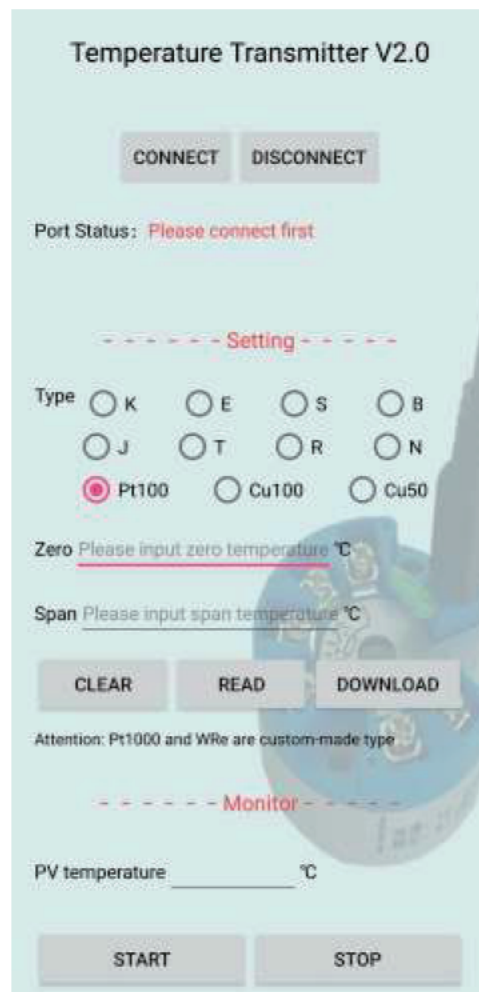 Temperature Transmitter V2.0
CONNECT DISCONNECT
Port Status: Please connect first
- - - - - - Setting - - - - -
Type K E S B
J T R N
Pt100 Cu100 Cu50
Zero Please input zero temperature ℃
Span Please input span temperature ℃
CLEAR READ DOWNLOAD
Attention: Pt1000 and WRe are custom-made type
- - - - - - Monitor - - - - -
PV temperature ℃
START STOP